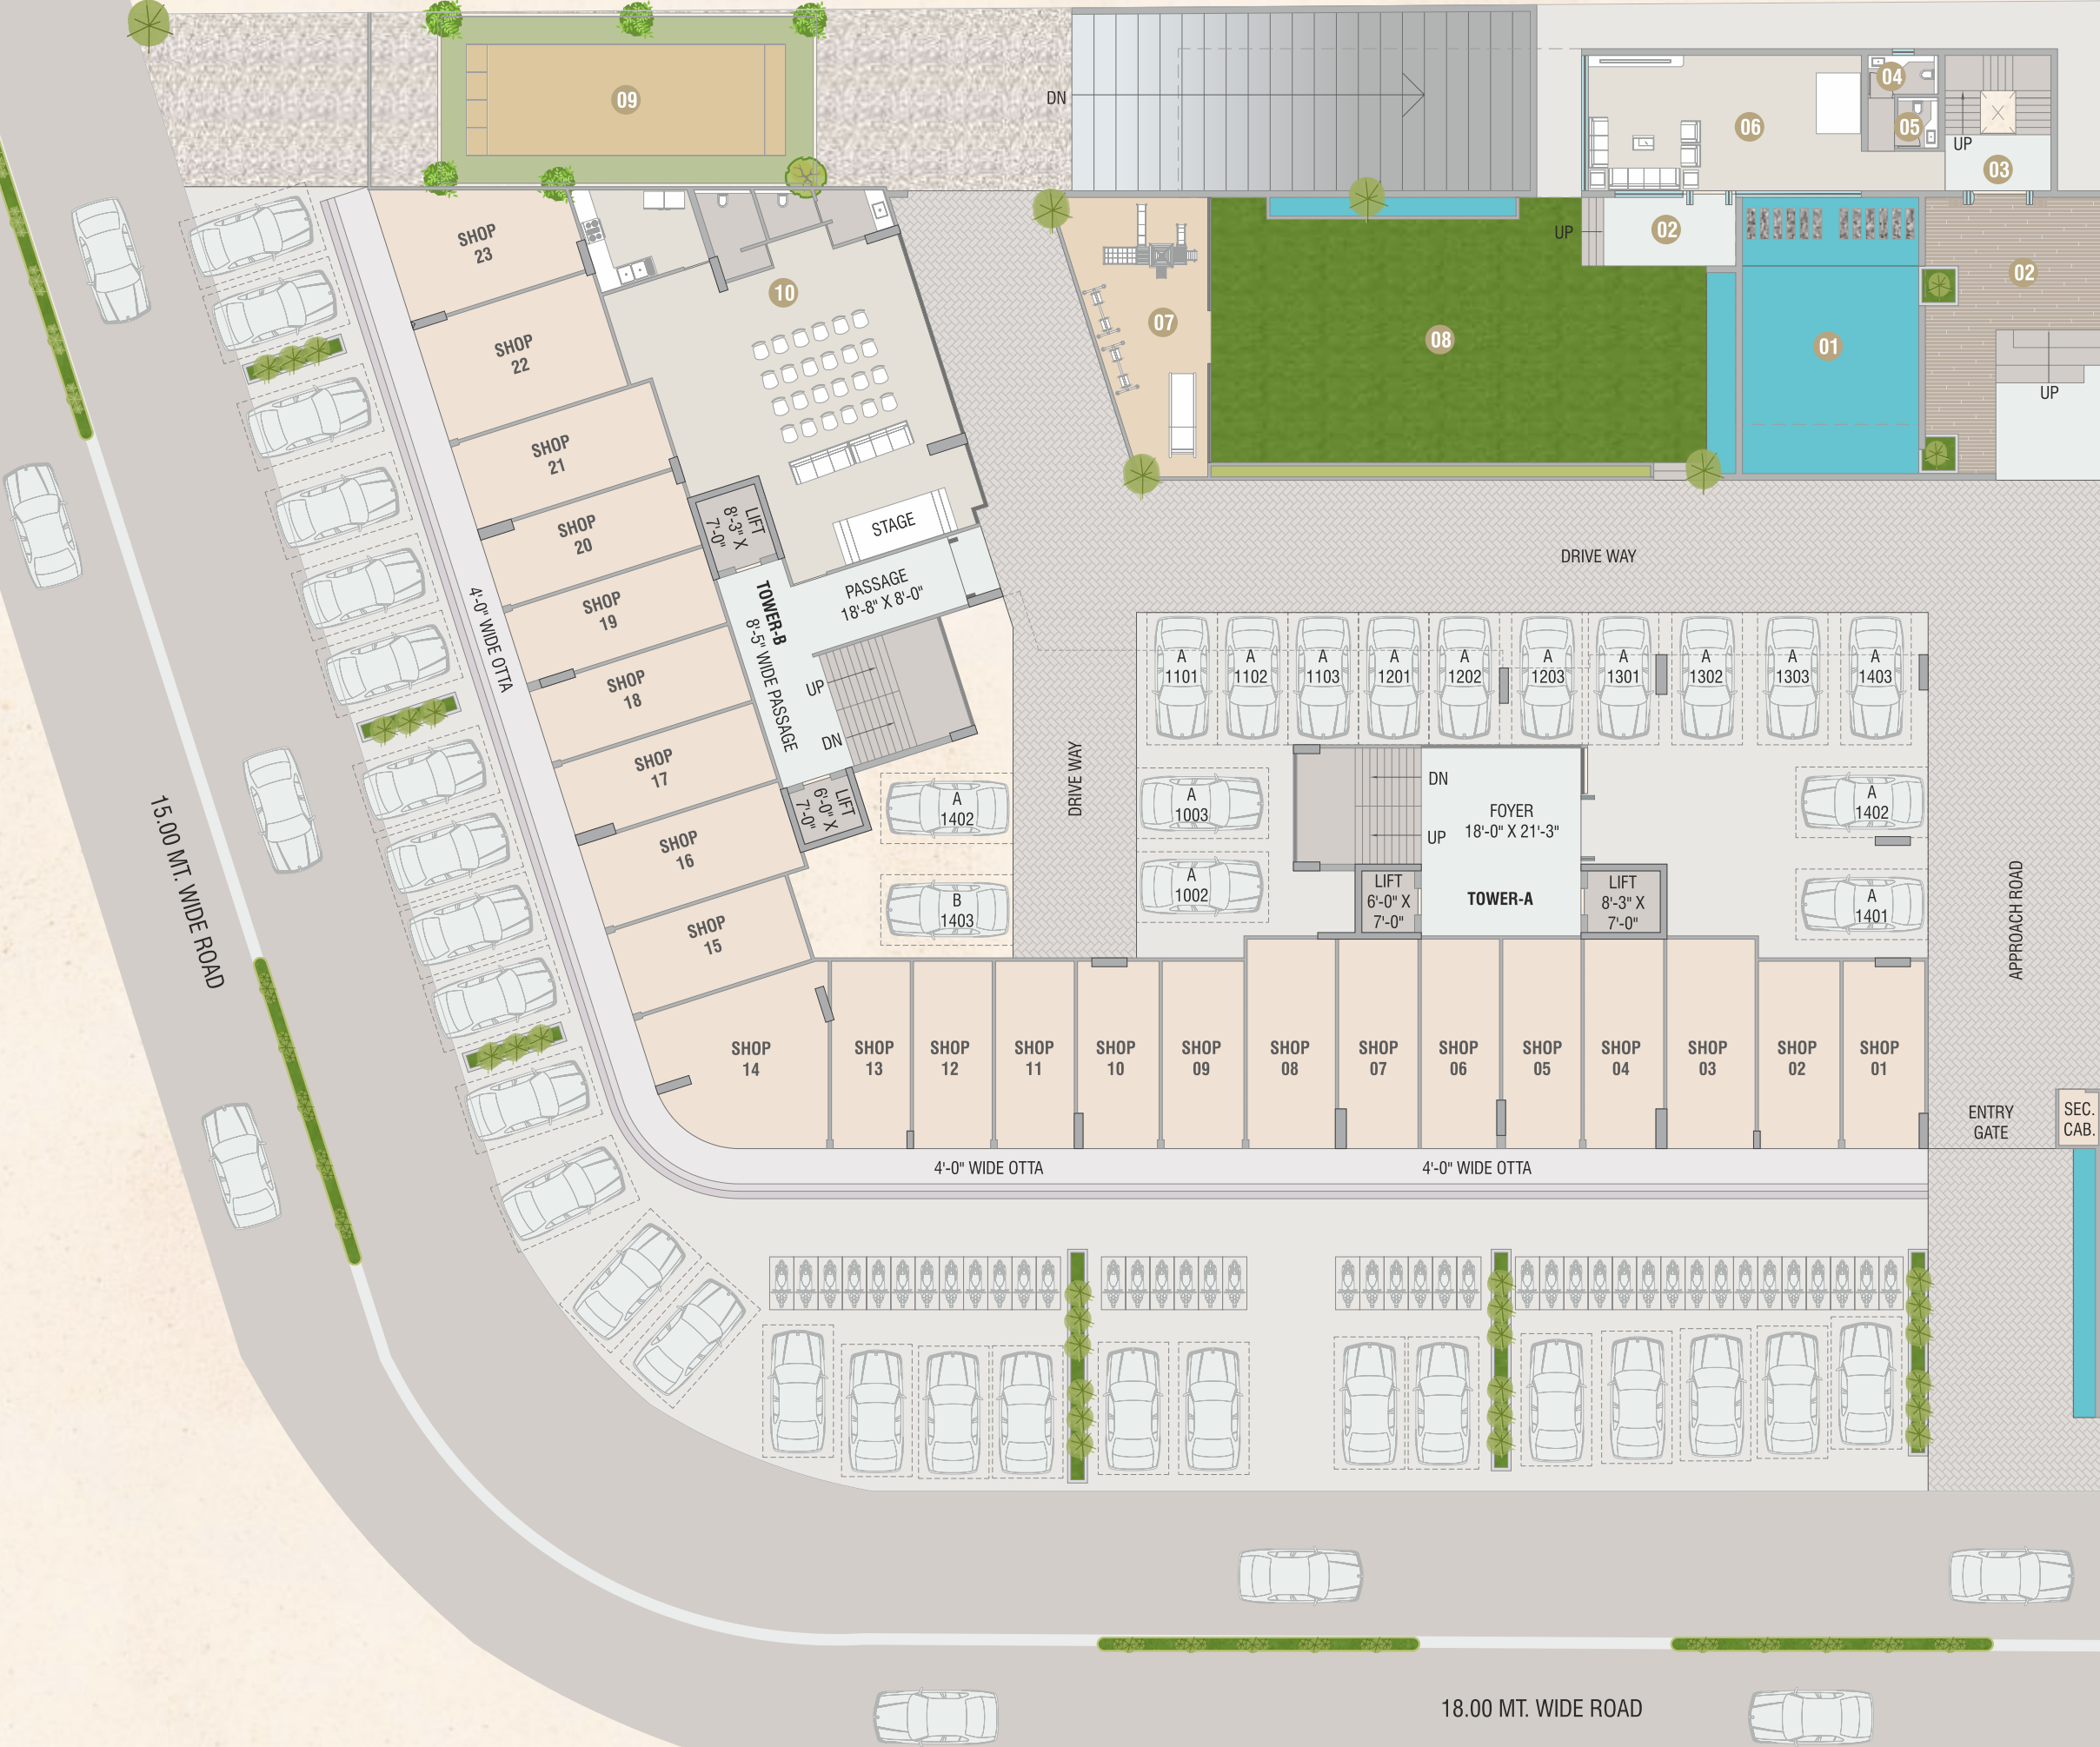 09
DN
06
04
05
UP
03
02
UP
02
01
UP
07
08
10
SHOP
23
SHOP
22
SHOP
21
SHOP
20
SHOP
19
SHOP
18
SHOP
17
SHOP
16
SHOP
15
LIFT
8'-3" X
7'-0"
STAGE
PASSAGE
18'-8" X 8'-0"
TOWER-B
8'-5" WIDE PASSAGE
UP
DN
LIFT
6'-0" X
7'-0"
4'-0" WIDE OTTA
15.00 MT. WIDE ROAD
DRIVE WAY
DRIVE WAY
A
1101
A
1102
A
1103
A
1201
A
1202
A
1203
A
1301
A
1302
A
1303
A
1403
A
1402
B
1403
A
1003
A
1002
DN
UP
FOYER
18'-0" X 21'-3"
TOWER-A
LIFT
6'-0" X
7'-0"
LIFT
8'-3" X
7'-0"
A
1402
A
1401
APPROACH ROAD
SHOP
14
SHOP
13
SHOP
12
SHOP
11
SHOP
10
SHOP
09
SHOP
08
SHOP
07
SHOP
06
SHOP
05
SHOP
04
SHOP
03
SHOP
02
SHOP
01
ENTRY
GATE
SEC.
CAB.
4'-0" WIDE OTTA
4'-0" WIDE OTTA
18.00 MT. WIDE ROAD